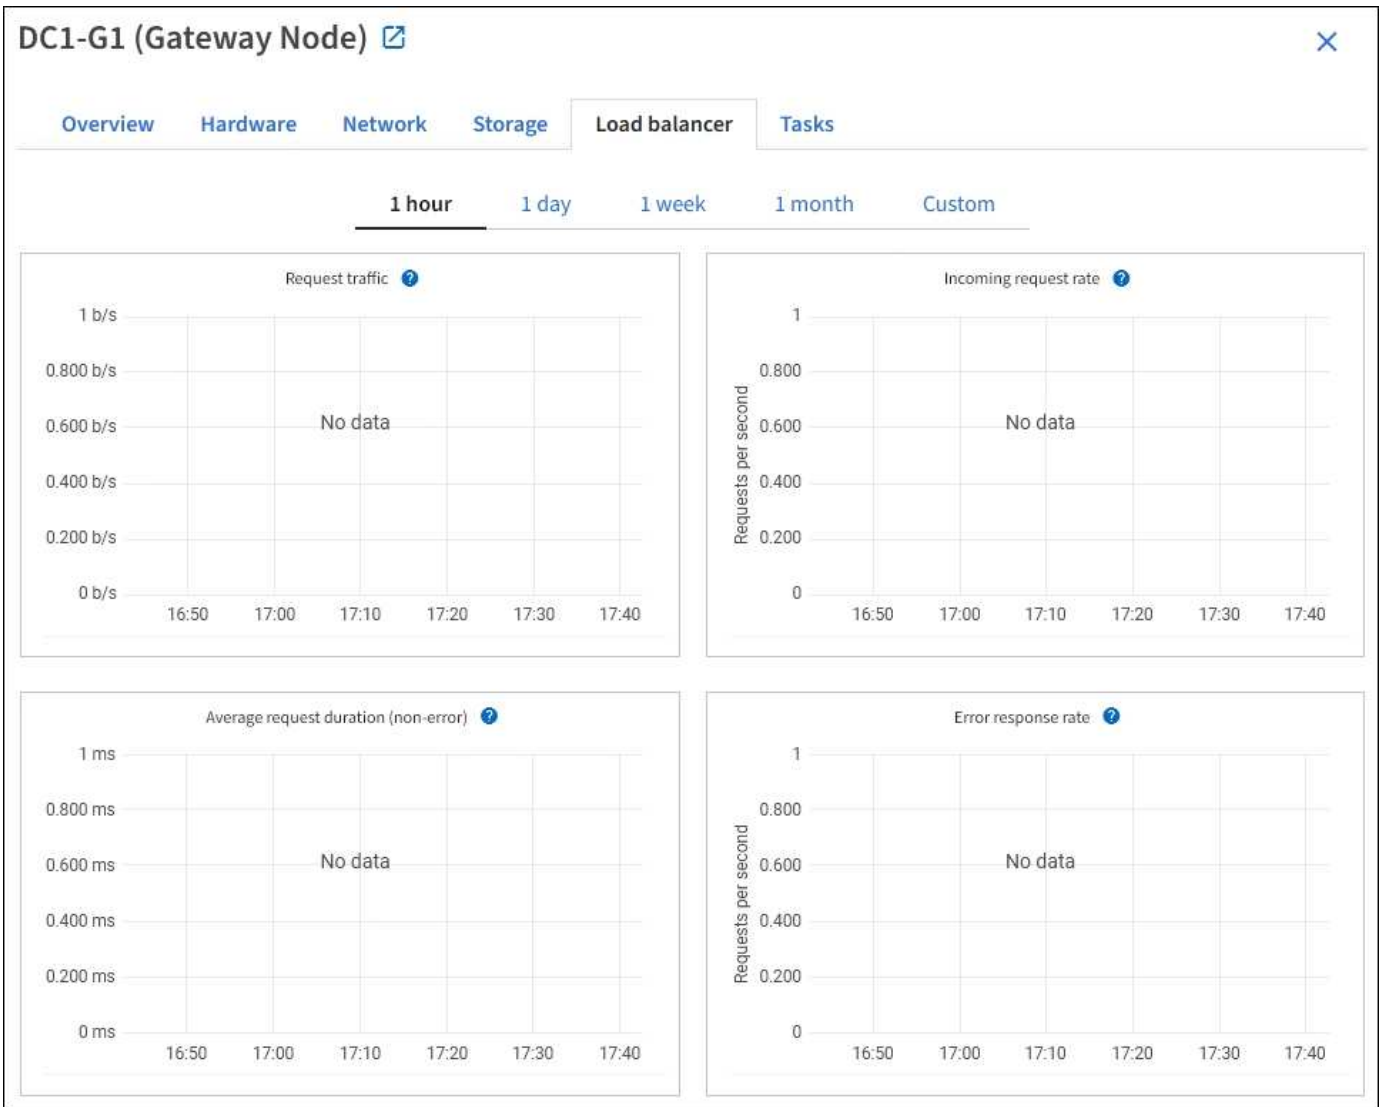 DC1-G1 (Gateway Node)
Overview Hardware Network Storage Load balancer Tasks
1 hour 1 day 1 week 1 month Custom
Request traffic ?
1 b/s
0.800 b/s
0.600 b/s
0.400 b/s
0.200 b/s
0 b/s
No data
16:50 17:00 17:10 17:20 17:30 17:40
Incoming request rate ?
Requests per second
1
0.800
0.600
0.400
0.200
0
No data
16:50 17:00 17:10 17:20 17:30 17:40
Average request duration (non-error) ?
1 ms
0.800 ms
0.600 ms
0.400 ms
0.200 ms
0 ms
No data
16:50 17:00 17:10 17:20 17:30 17:40
Error response rate ?
Requests per second
1
0.800
0.600
0.400
0.200
0
No data
16:50 17:00 17:10 17:20 17:30 17:40